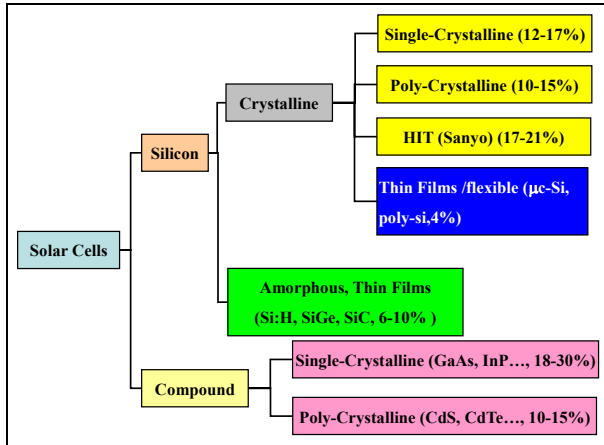 Single-Crystalline (12-17%)
Poly-Crystalline (10-15%)
Crystalline
HIT (Sanyo) (17-21%)
Silicon
Thin Films /flexible (μc-Si,
poly-si,4%)
Solar Cells
Amorphous, Thin Films
(Si:H, SiGe, SiC, 6-10% )
Single-Crystalline (GaAs, InP…, 18-30%)
Compound
Poly-Crystalline (CdS, CdTe…, 10-15%)